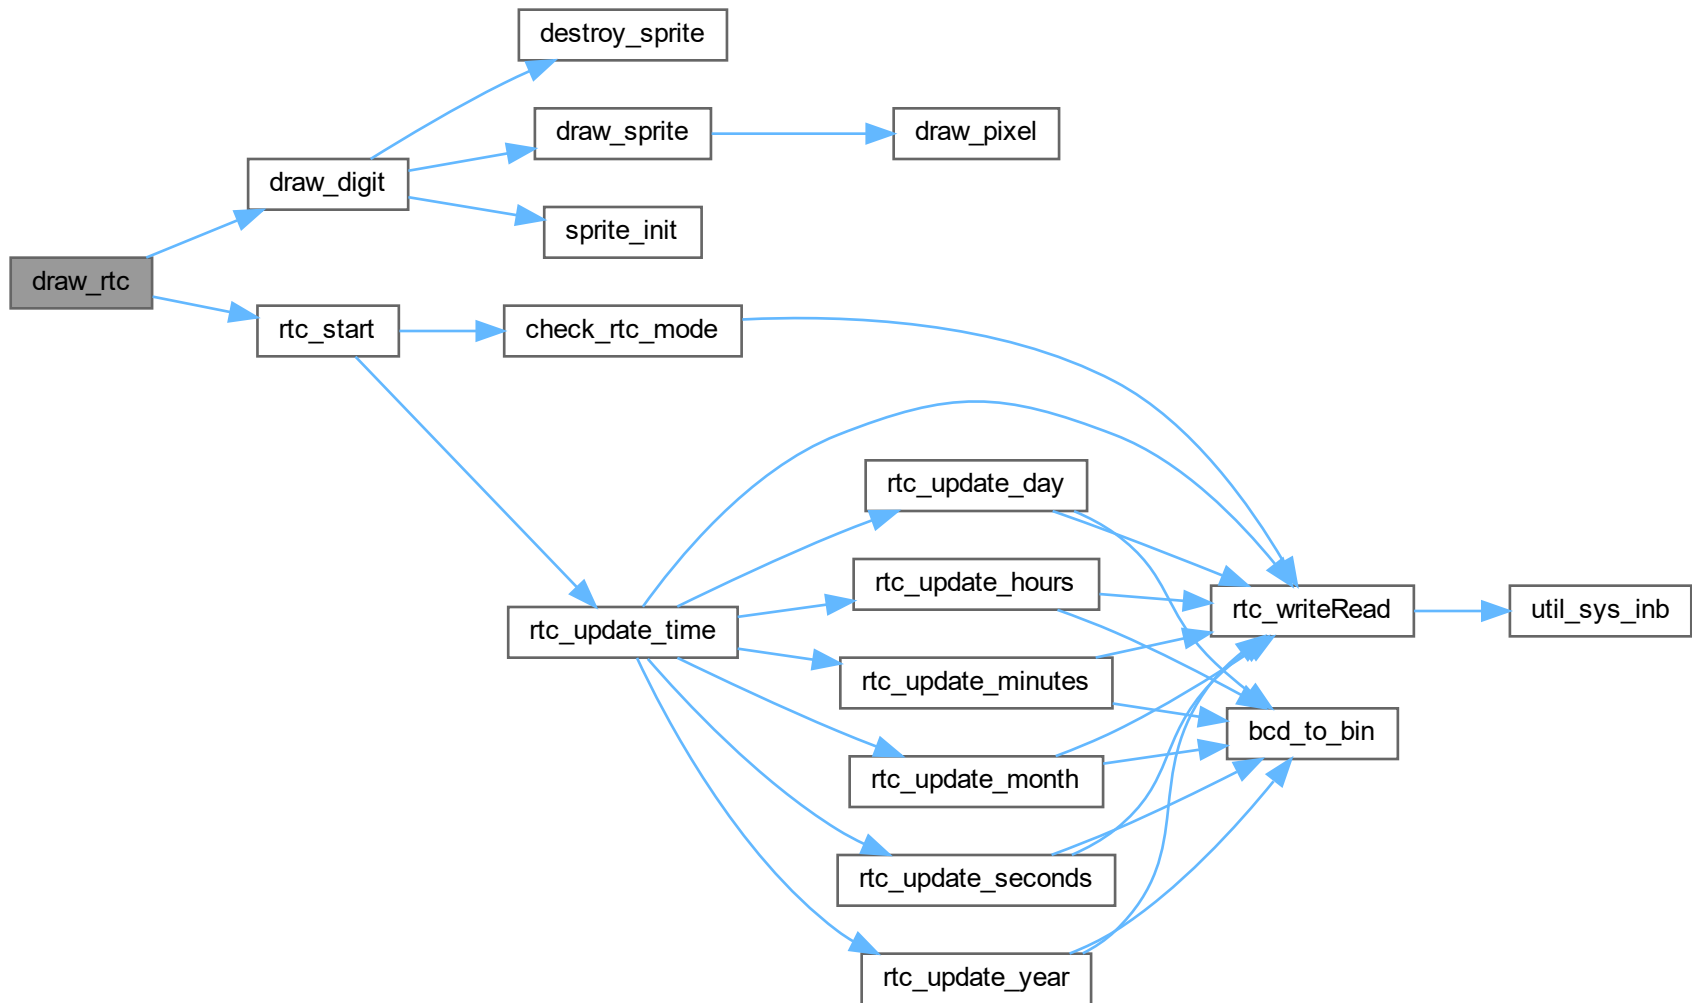 destroy_sprite
draw_sprite
draw_pixel
draw_digit
sprite_init
draw_rtc
rtc_start
check_rtc_mode
rtc_update_day
rtc_update_hours
rtc_writeRead
util_sys_inb
rtc_update_time
rtc_update_minutes
bcd_to_bin
rtc_update_month
rtc_update_seconds
rtc_update_year